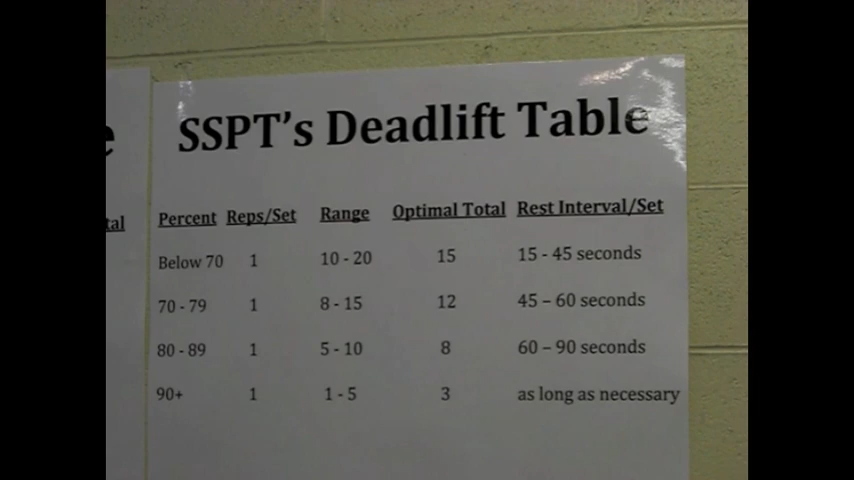 SSPT's Deadlift Table
Percent Reps/Set Range Optimal Total Rest Interval/Set
Below 70 1 10 - 20 15 15 - 45 seconds
70 - 79 1 8 - 15 12 45 – 60 seconds
80 - 89 1 5 - 10 8 60 – 90 seconds
90+ 1 1 - 5 3 as long as necessary